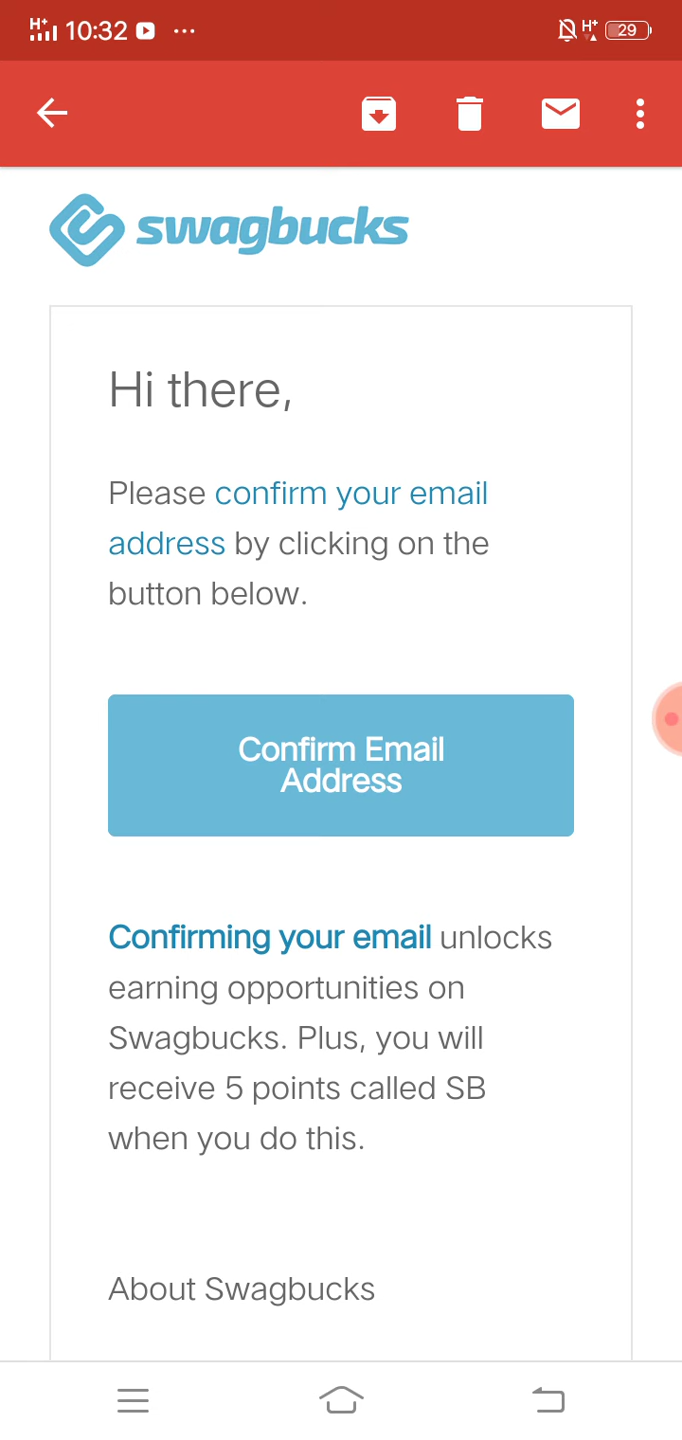 H+ 10:32 ... H+ 29
swagbucks
Hi there,
Please confirm your email
address by clicking on the
button below.
Confirm Email
Address
Confirming your email unlocks
earning opportunities on
Swagbucks. Plus, you will
receive 5 points called SB
when you do this.
About Swagbucks